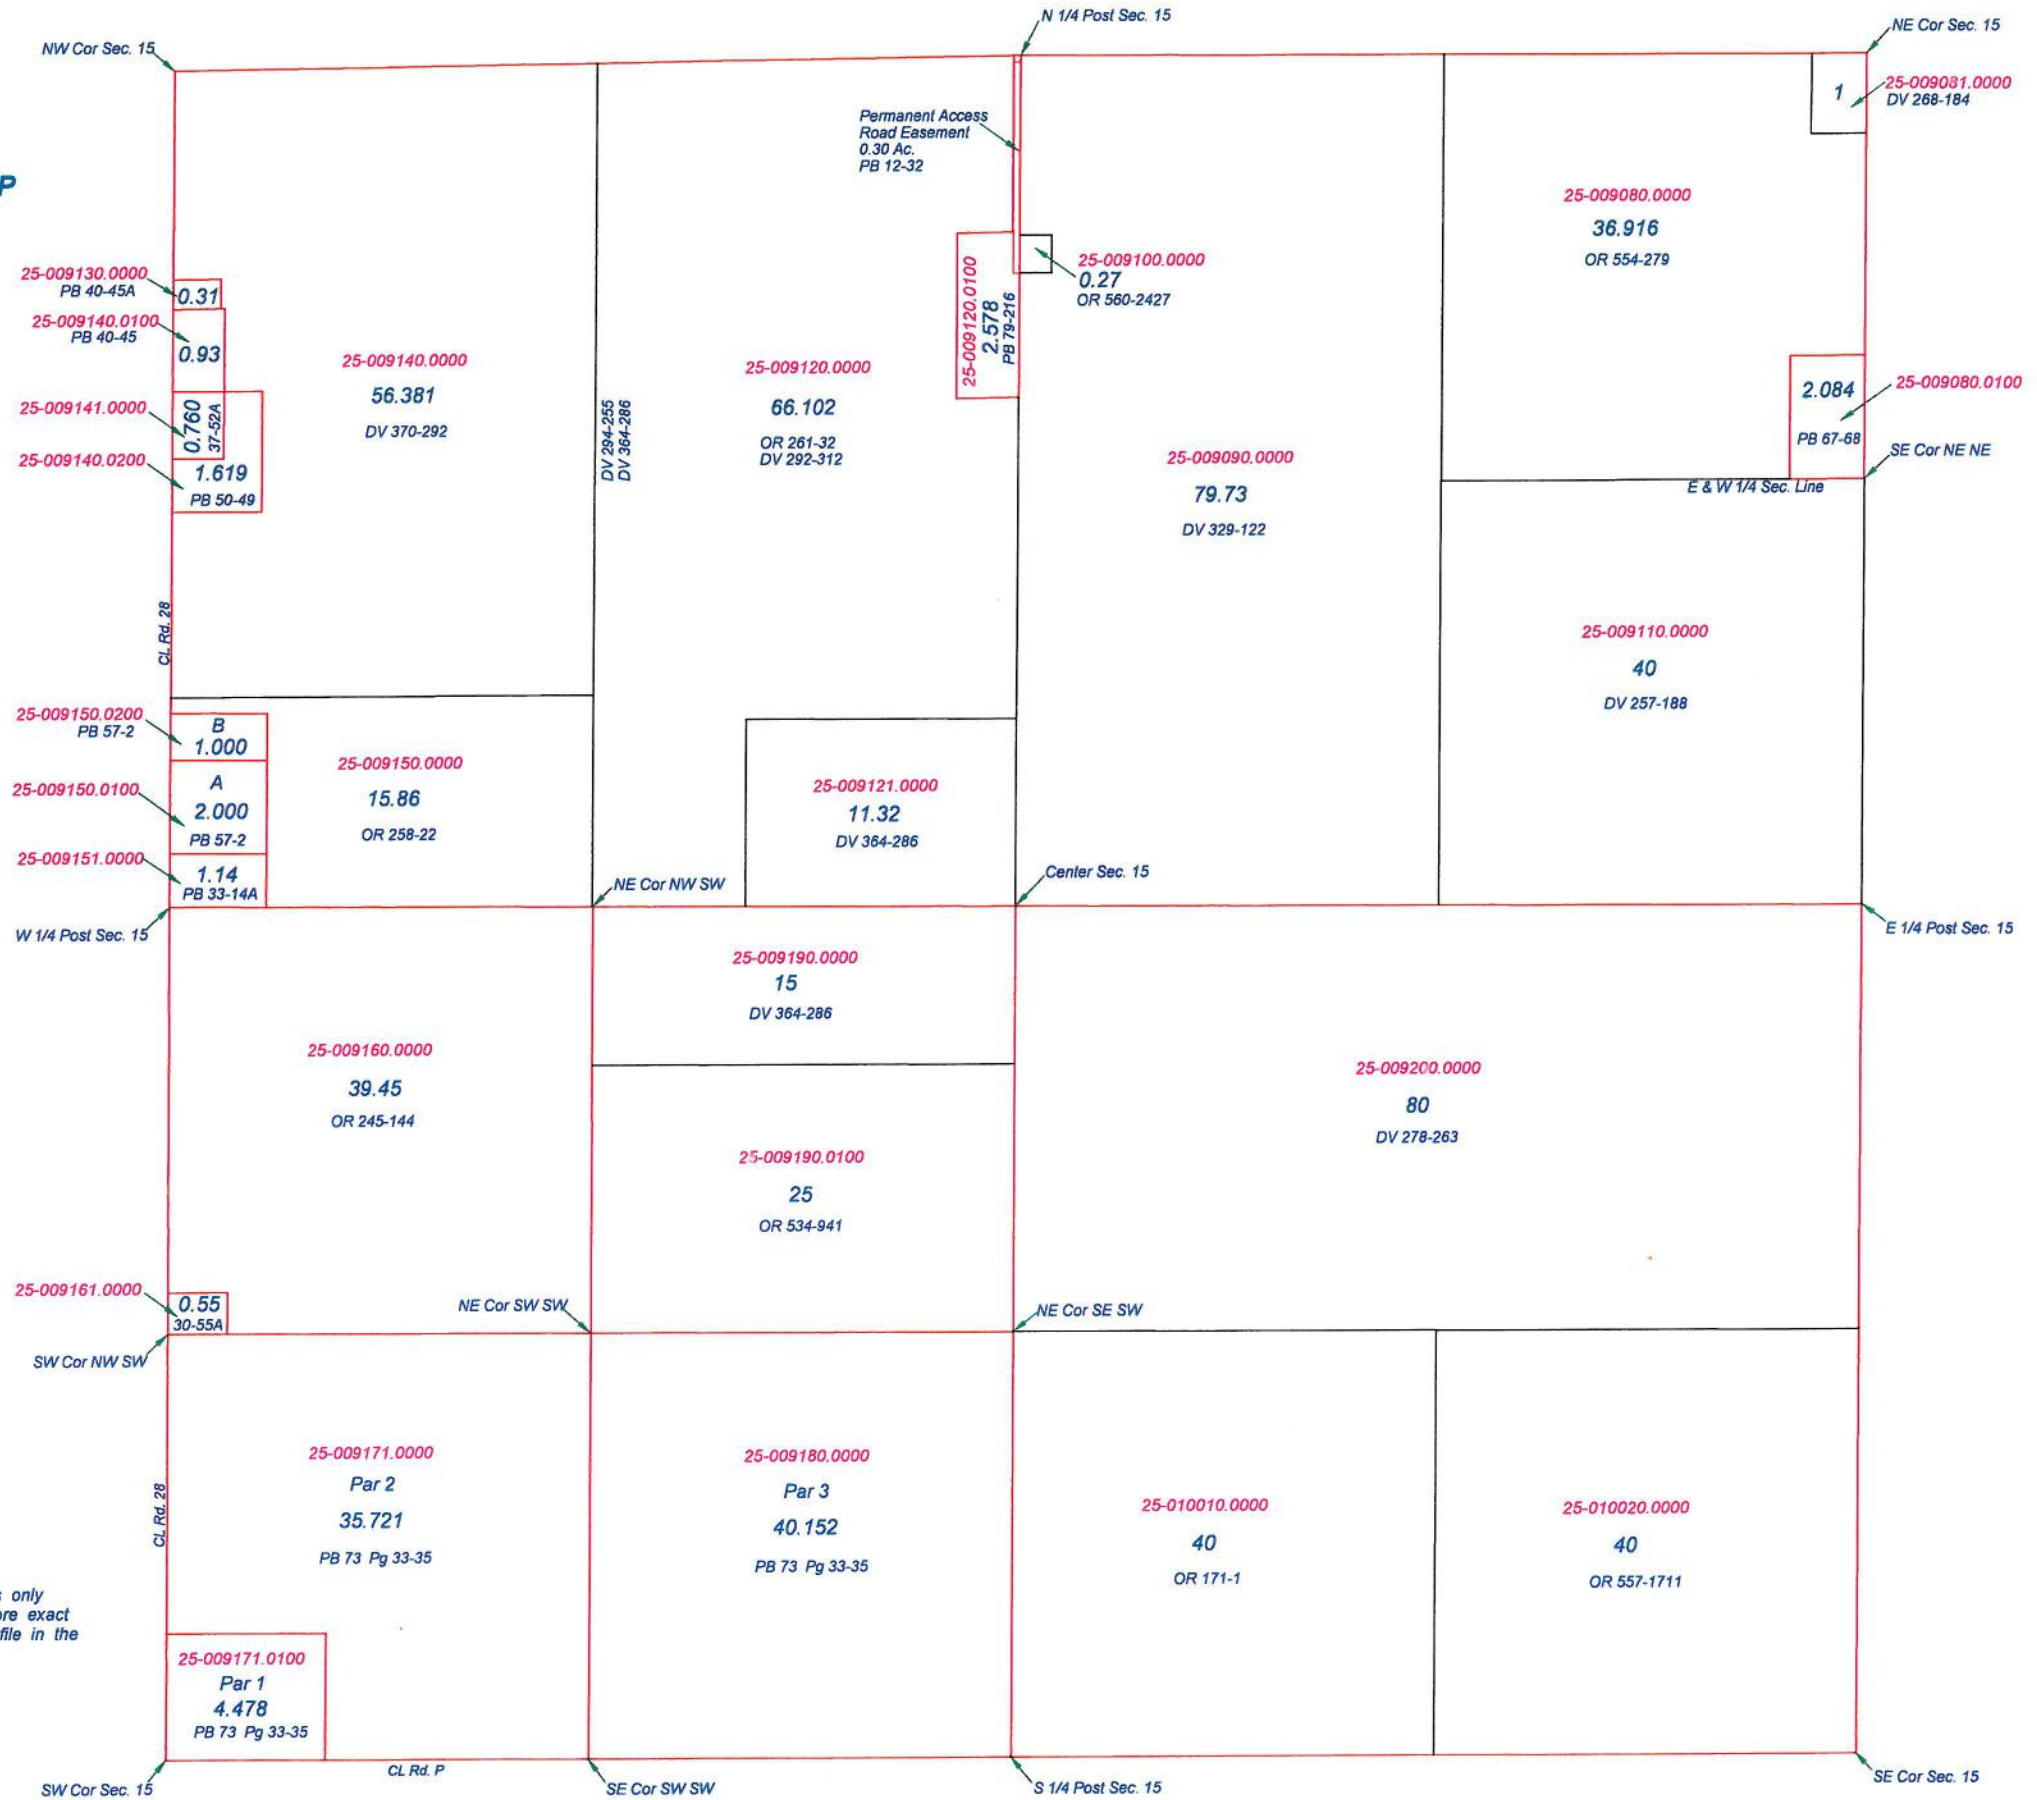 N 1/4 Post Sec. 15
NE Cor Sec. 15
NW Cor Sec. 15
25-009081.0000
DV 268-184
1
Permanent Access
Road Easement
0.30 Ac.
PB 12-32
P
25-009080.0000
36.916
OR 554-279
25-009130.0000
PB 40-45A
0.31
25-009140.0100
PB 40-45
0.93
25-009141.0000
0.760
37-52A
25-009140.0200
1.619
PB 50-49
25-009140.0000
56.381
DV 370-292
DV 294-255
DV 364-286
25-009120.0000
66.102
OR 261-32
DV 292-312
25-009120.0100
2.578
PB 79-216
25-009100.0000
0.27
OR 560-2427
25-009090.0000
79.73
DV 329-122
2.084
PB 67-68
25-009080.0100
SE Cor NE NE
E & W 1/4 Sec. Line
25-009110.0000
40
DV 257-188
CL Rd. 28
25-009150.0200
PB 57-2
B
1.000
25-009150.0100
A
2.000
PB 57-2
25-009151.0000
1.14
PB 33-14A
25-009150.0000
15.86
OR 258-22
25-009121.0000
11.32
DV 364-286
NE Cor NW SW
Center Sec. 15
W 1/4 Post Sec. 15
E 1/4 Post Sec. 15
25-009190.0000
15
DV 364-286
25-009160.0000
39.45
OR 245-144
25-009200.0000
80
DV 278-263
25-009190.0100
25
OR 534-941
25-009161.0000
0.55
30-55A
NE Cor SW SW
NE Cor SE SW
SW Cor NW SW
CL Rd. 28
25-009171.0000
Par 2
35.721
PB 73 Pg 33-35
25-009180.0000
Par 3
40.152
PB 73 Pg 33-35
25-010010.0000
40
OR 171-1
25-010020.0000
40
OR 557-1711
only
exact
file in the
25-009171.0100
Par 1
4.478
PB 73 Pg 33-35
CL Rd. P
SW Cor Sec. 15
SE Cor SW SW
S 1/4 Post Sec. 15
SE Cor Sec. 15